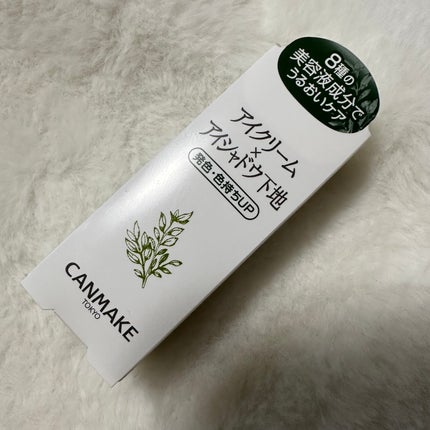 8種の
美容液成分で
うるおいケア
アイクリーム
×
アイシャドウ下地
発色・色持ちUP
CANMAKE
TOKYO